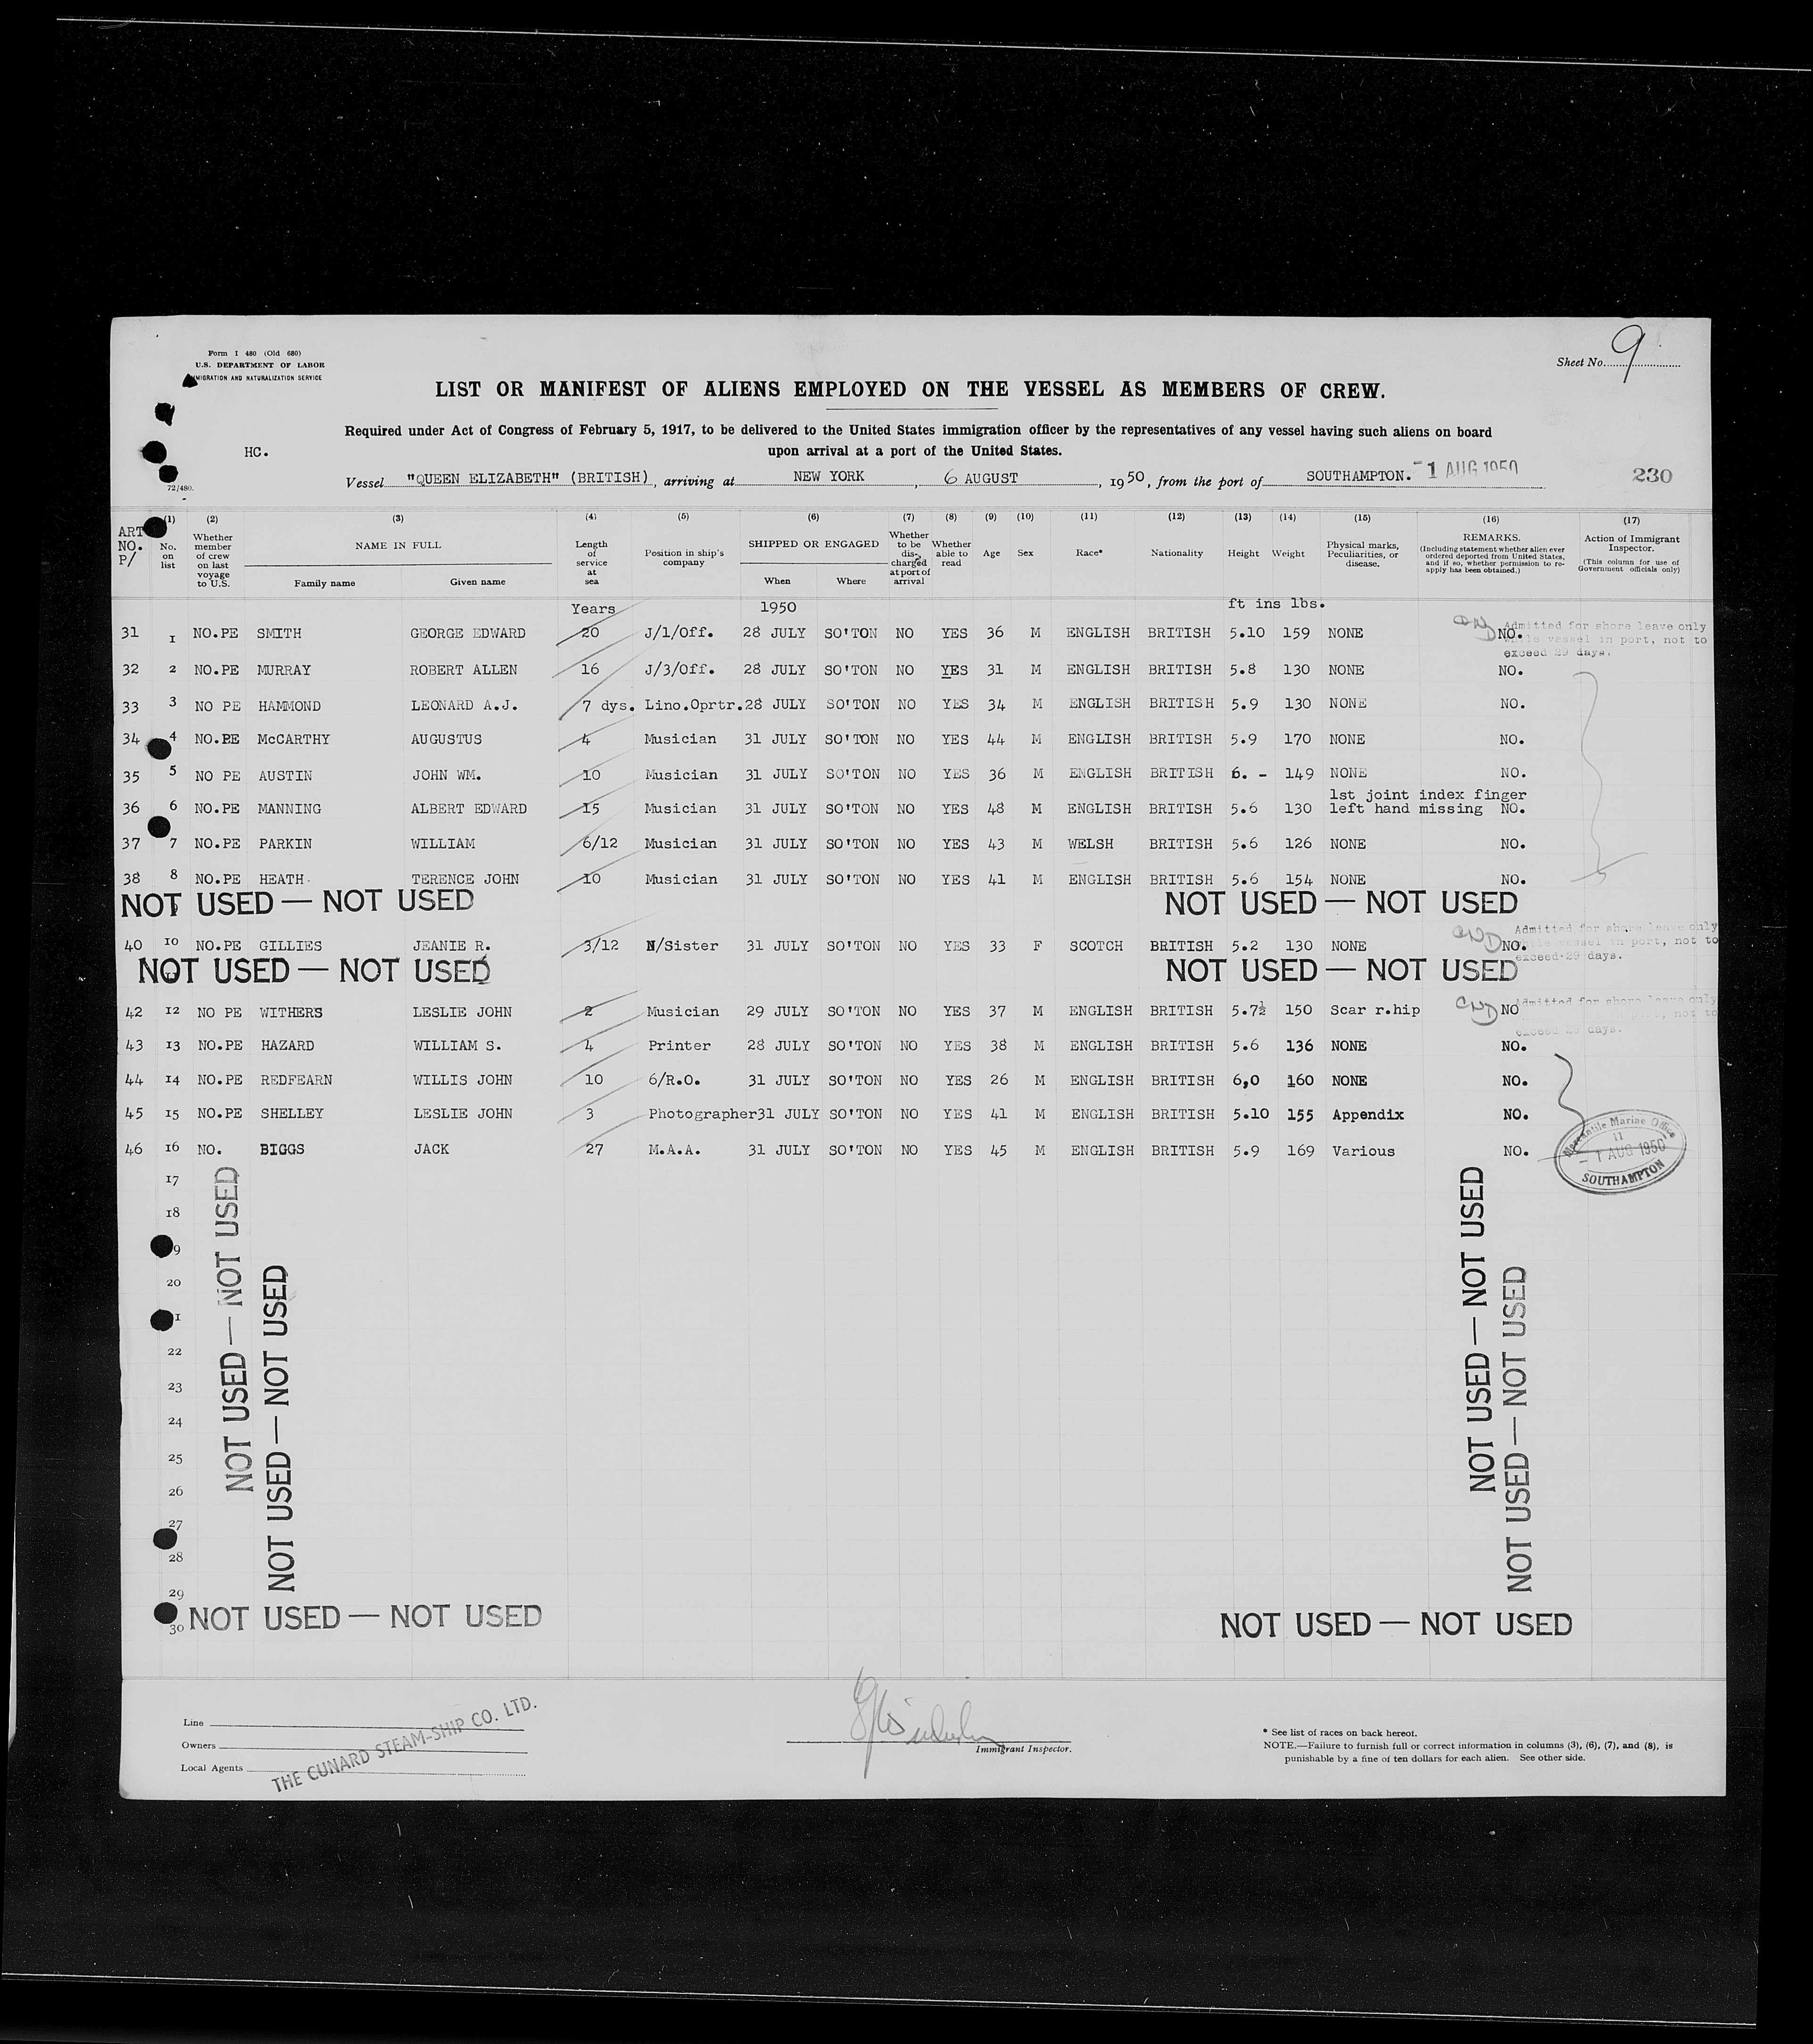 Form I 480 (Old 680)
U.S. DEPARTMENT OF LABOR
MIGRATION AND NATURALIZATION SERVICE
Sheet No. 9
LIST OR MANIFEST OF ALIENS EMPLOYED ON THE VESSEL AS MEMBERS OF CREW.
Required under Act of Congress of February 5, 1917, to be delivered to the United States immigration officer by the representatives of any vessel having such aliens on board
HC. upon arrival at a port of the United States.
72/480.
Vessel "QUEEN ELIZABETH" (BRITISH), arriving at NEW YORK, 6 AUGUST, 1950, from the port of SOUTHAMPTON. -1 AUG 1950 230
ART NO. P/ (1) No. on list (2) Whether member of crew on last voyage to U.S. (3) NAME IN FULL Family name Given name (4) Length of service at sea (5) Position in ship's company (6) SHIPPED OR ENGAGED When Where (7) Whether to be discharged at port of arrival (8) Whether able to read (9) Age (10) Sex (11) Race* (12) Nationality (13) Height (14) Weight (15) Physical marks, Peculiarities, or disease. (16) REMARKS. (Including statement whether alien ever ordered deported from United States, and if so, whether permission to re-apply has been obtained.) (17) Action of Immigrant Inspector. (This column for use of Government officials only)
Years 1950 ft ins lbs.
31 1 NO.PE SMITH GEORGE EDWARD 20 J/1/Off. 28 JULY SO'TON NO YES 36 M ENGLISH BRITISH 5.10 159 NONE NO. Admitted for shore leave only while vessel in port, not to exceed 29 days.
32 2 NO.PE MURRAY ROBERT ALLEN 16 J/3/Off. 28 JULY SO'TON NO YES 31 M ENGLISH BRITISH 5.8 130 NONE NO.
33 3 NO PE HAMMOND LEONARD A.J. 7 dys. Lino.Oprtr. 28 JULY SO'TON NO YES 34 M ENGLISH BRITISH 5.9 130 NONE NO.
34 4 NO.PE McCARTHY AUGUSTUS 4 Musician 31 JULY SO'TON NO YES 44 M ENGLISH BRITISH 5.9 170 NONE NO.
35 5 NO PE AUSTIN JOHN WM. 10 Musician 31 JULY SO'TON NO YES 36 M ENGLISH BRITISH 6. - 149 NONE NO.
36 6 NO.PE MANNING ALBERT EDWARD 15 Musician 31 JULY SO'TON NO YES 48 M ENGLISH BRITISH 5.6 130 1st joint index finger left hand missing NO.
37 7 NO.PE PARKIN WILLIAM 6/12 Musician 31 JULY SO'TON NO YES 43 M WELSH BRITISH 5.6 126 NONE NO.
38 8 NO.PE HEATH TERENCE JOHN 10 Musician 31 JULY SO'TON NO YES 41 M ENGLISH BRITISH 5.6 154 NONE NO.
NOT USED — NOT USED NOT USED — NOT USED
40 10 NO.PE GILLIES JEANIE R. 3/12 N/Sister 31 JULY SO'TON NO YES 33 F SCOTCH BRITISH 5.2 130 NONE NO. Admitted for shore leave only while vessel in port, not to exceed 29 days.
NOT USED — NOT USED NOT USED — NOT USED
42 12 NO PE WITHERS LESLIE JOHN 2 Musician 29 JULY SO'TON NO YES 37 M ENGLISH BRITISH 5.7½ 150 Scar r.hip NO Admitted for shore leave only port, not to exceed 29 days.
43 13 NO.PE HAZARD WILLIAM S. 4 Printer 28 JULY SO'TON NO YES 38 M ENGLISH BRITISH 5.6 136 NONE NO.
44 14 NO.PE REDFEARN WILLIS JOHN 10 6/R.O. 31 JULY SO'TON NO YES 26 M ENGLISH BRITISH 6,0 160 NONE NO.
45 15 NO.PE SHELLEY LESLIE JOHN 3 Photographer 31 JULY SO'TON NO YES 41 M ENGLISH BRITISH 5.10 155 Appendix NO.
46 16 NO. BIGGS JACK 27 M.A.A. 31 JULY SO'TON NO YES 45 M ENGLISH BRITISH 5.9 169 Various NO.
Mercantile Marine Office
11
- 1 AUG 1950
SOUTHAMPTON
17
18
9
20
1
22
23
24
25
26
27
28
29
30
NOT USED — NOT USED
NOT USED — NOT USED
NOT USED — NOT USED
NOT USED — NOT USED
NOT USED — NOT USED NOT USED — NOT USED
Line
Owners
Local Agents
THE CUNARD STEAM-SHIP CO. LTD.
Immigrant Inspector.
* See list of races on back hereof.
NOTE.—Failure to furnish full or correct information in columns (3), (6), (7), and (8), is
punishable by a fine of ten dollars for each alien. See other side.